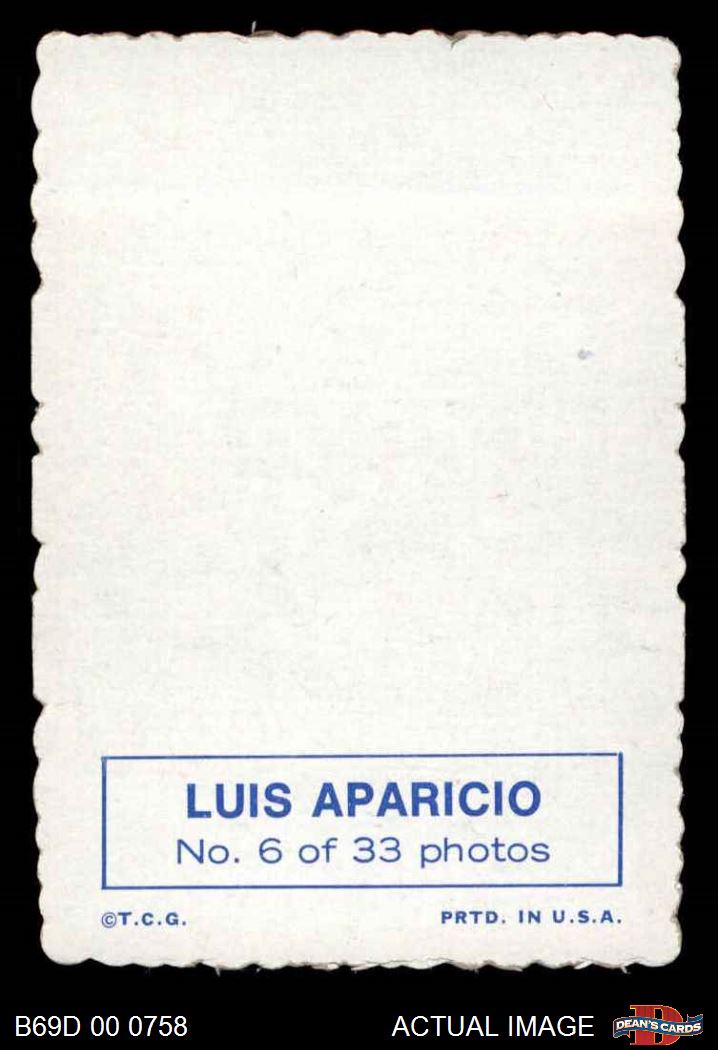 LUIS APARICIO
No. 6 of 33 photos
©T.C.G. PRTD. IN U.S.A.
B69D 00 0758 ACTUAL IMAGE DEAN'S CARDS